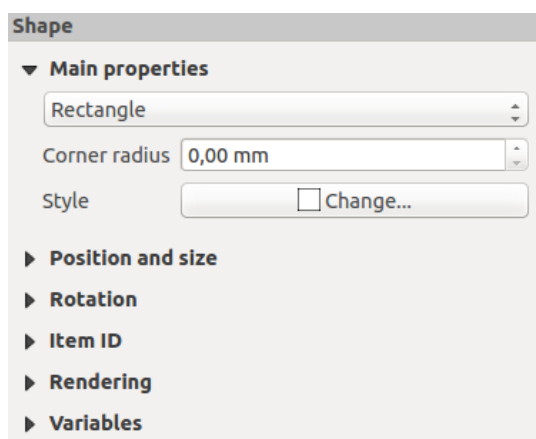 Shape
Main properties
Rectangle
Corner radius 0,00 mm
Style Change...
Position and size
Rotation
Item ID
Rendering
Variables